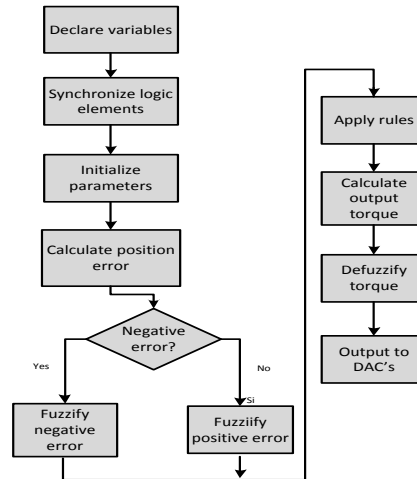 Declare variables
Synchronize logic
elements
Initialize
parameters
Calculate position
error
Negative
error?
Yes
No
Si
Fuzzify
negative
error
Fuzziify
positive error
Apply rules
Calculate
output
torque
Defuzzify
torque
Output to
DAC's